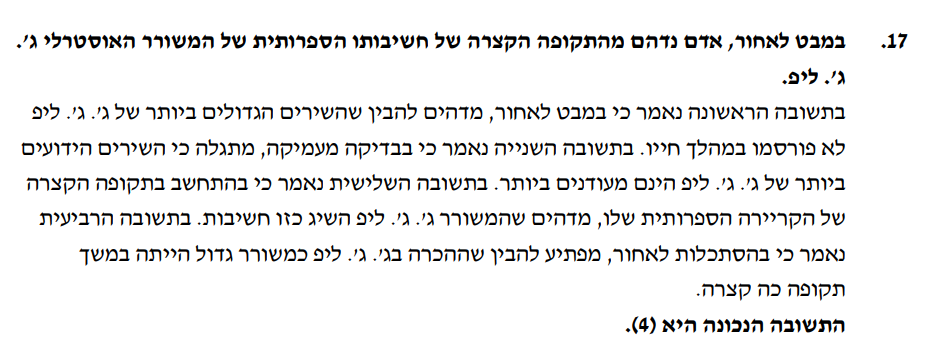 17. במבט לאחור, אדם נדהם מהתקופה הקצרה של חשיבותו הספרותית של המשורר האוסטרלי ג'.
ג'. ליפ.
בתשובה הראשונה נאמר כי במבט לאחור, מדהים להבין שהשירים הגדולים ביותר של ג'. ג'. ליפ
לא פורסמו במהלך חייו. בתשובה השנייה נאמר כי בבדיקה מעמיקה, מתגלה כי השירים הידועים
ביותר של ג'. ג'. ליפ הינם מעודנים ביותר. בתשובה השלישית נאמר כי בהתחשב בתקופה הקצרה
של הקריירה הספרותית שלו, מדהים שהמשורר ג'. ג'. ליפ השיג כזו חשיבות. בתשובה הרביעית
נאמר כי בהסתכלות לאחור, מפתיע להבין שההכרה בג'. ג'. ליפ כמשורר גדול הייתה במשך
תקופה כה קצרה.
התשובה הנכונה היא (4).